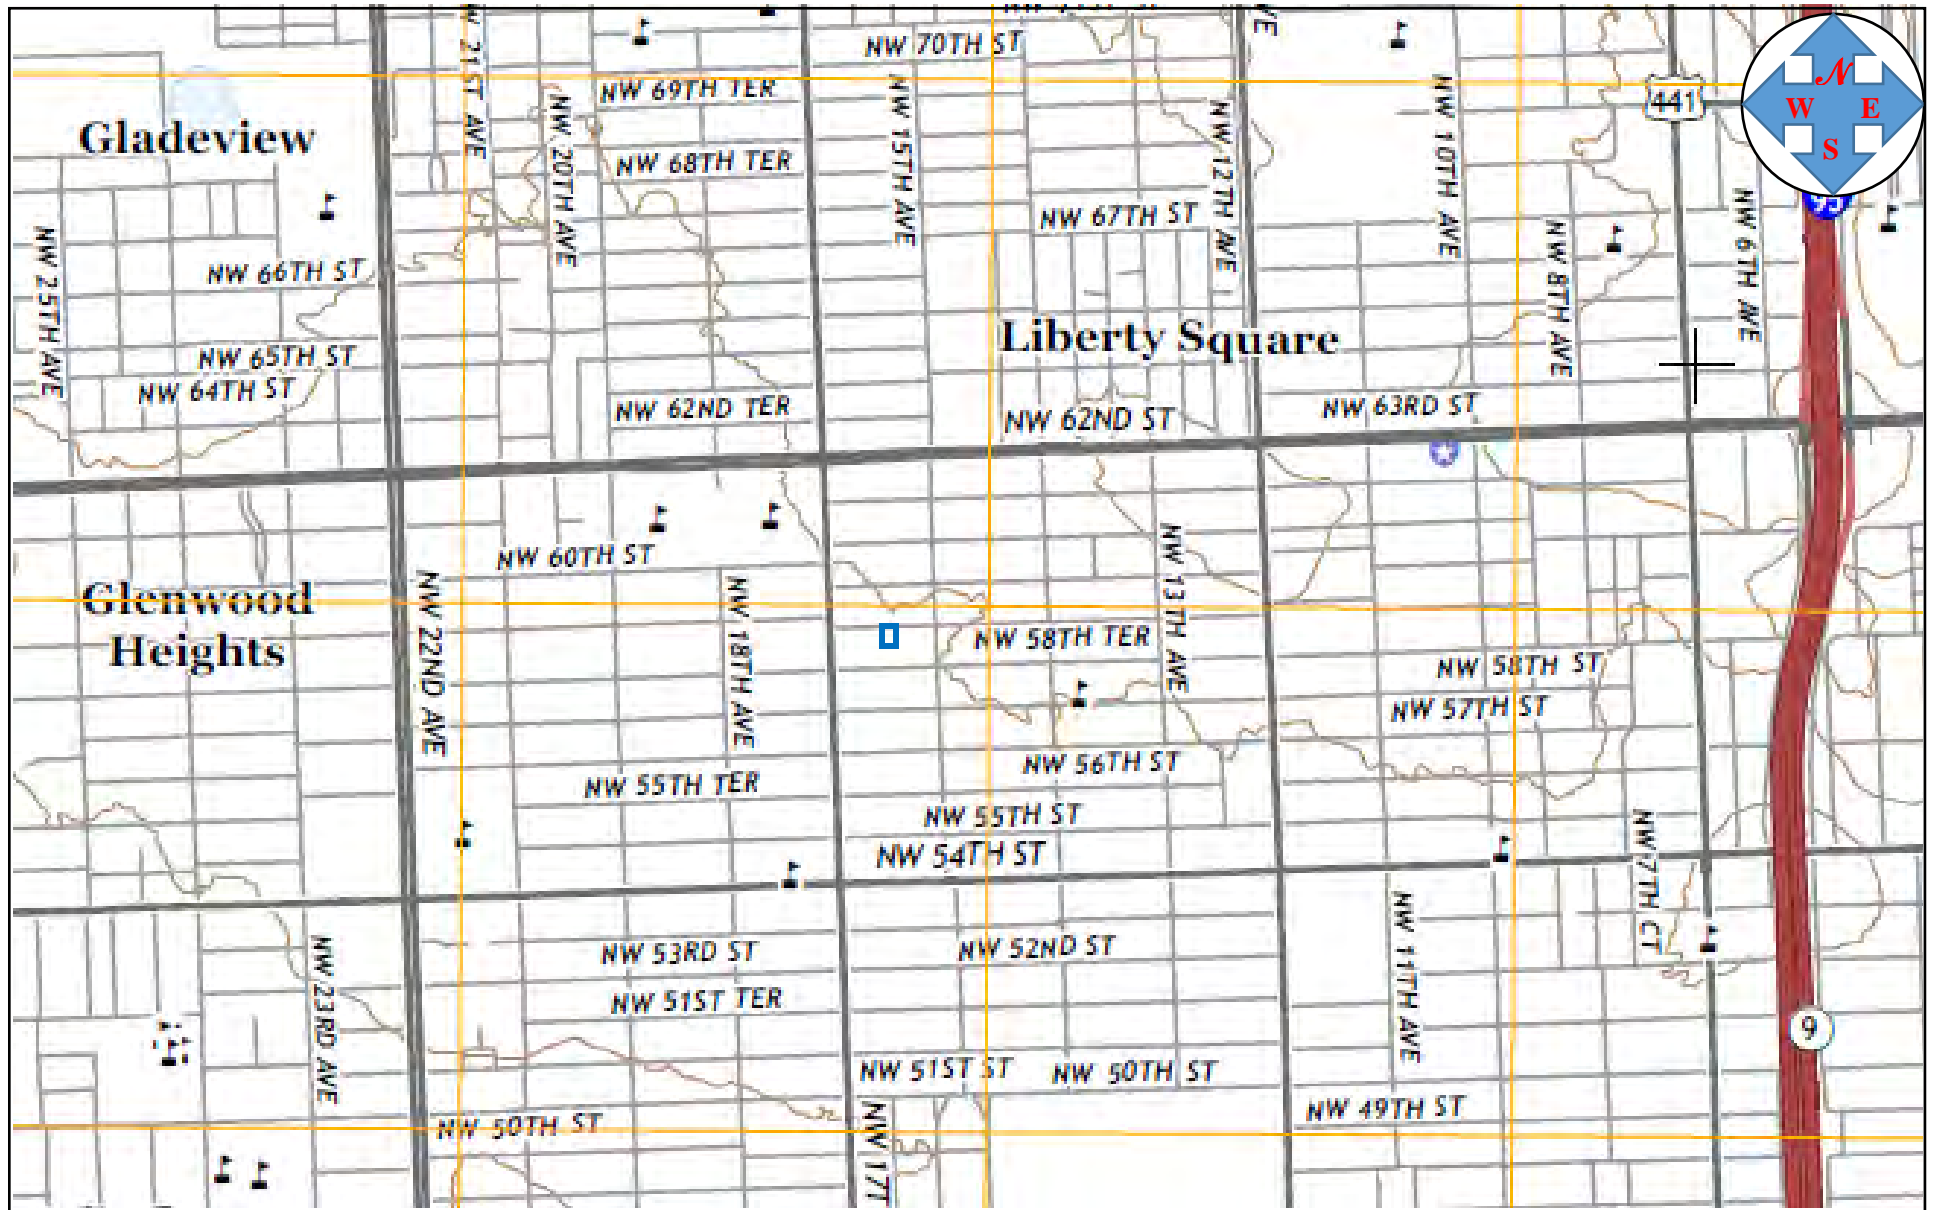 NW 70TH ST
NW 21ST AVE
NW 69TH TER
441
N
W
E
S
Gladeview
NW 20TH AVE
NW 68TH TER
NW 15TH AVE
NW 12TH AVE
NW 10TH AVE
95
NW 67TH ST
NW 6TH AVE
NW 25TH AVE
NW 66TH ST
NW 8TH AVE
Liberty Square
NW 65TH ST
NW 64TH ST
NW 62ND TER
NW 62ND ST
NW 63RD ST
NW 60TH ST
NW 13TH AVE
Glenwood
Heights
NW 22ND AVE
NW 18TH AVE
NW 58TH TER
NW 58TH ST
NW 57TH ST
NW 56TH ST
NW 55TH TER
NW 55TH ST
NW 54TH ST
NW 7TH CT
NW 11TH AVE
NW 53RD ST
NW 52ND ST
NW 23RD AVE
NW 51ST TER
9
NW 51ST ST
NW 50TH ST
NW 49TH ST
NW 50TH ST
NW 17T